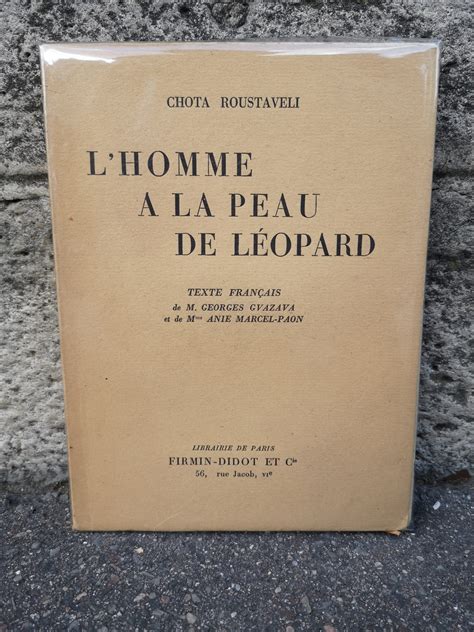 CHOTA ROUSTAVELI
L'HOMME
A LA PEAU
DE LÉOPARD
TEXTE FRANÇAIS
de M. GEORGES GVAZAVA
et de Mme ANIE MARCEL-PAON
LIBRAIRIE DE PARIS
FIRMIN-DIDOT ET Cie
56, rue Jacob, VIe